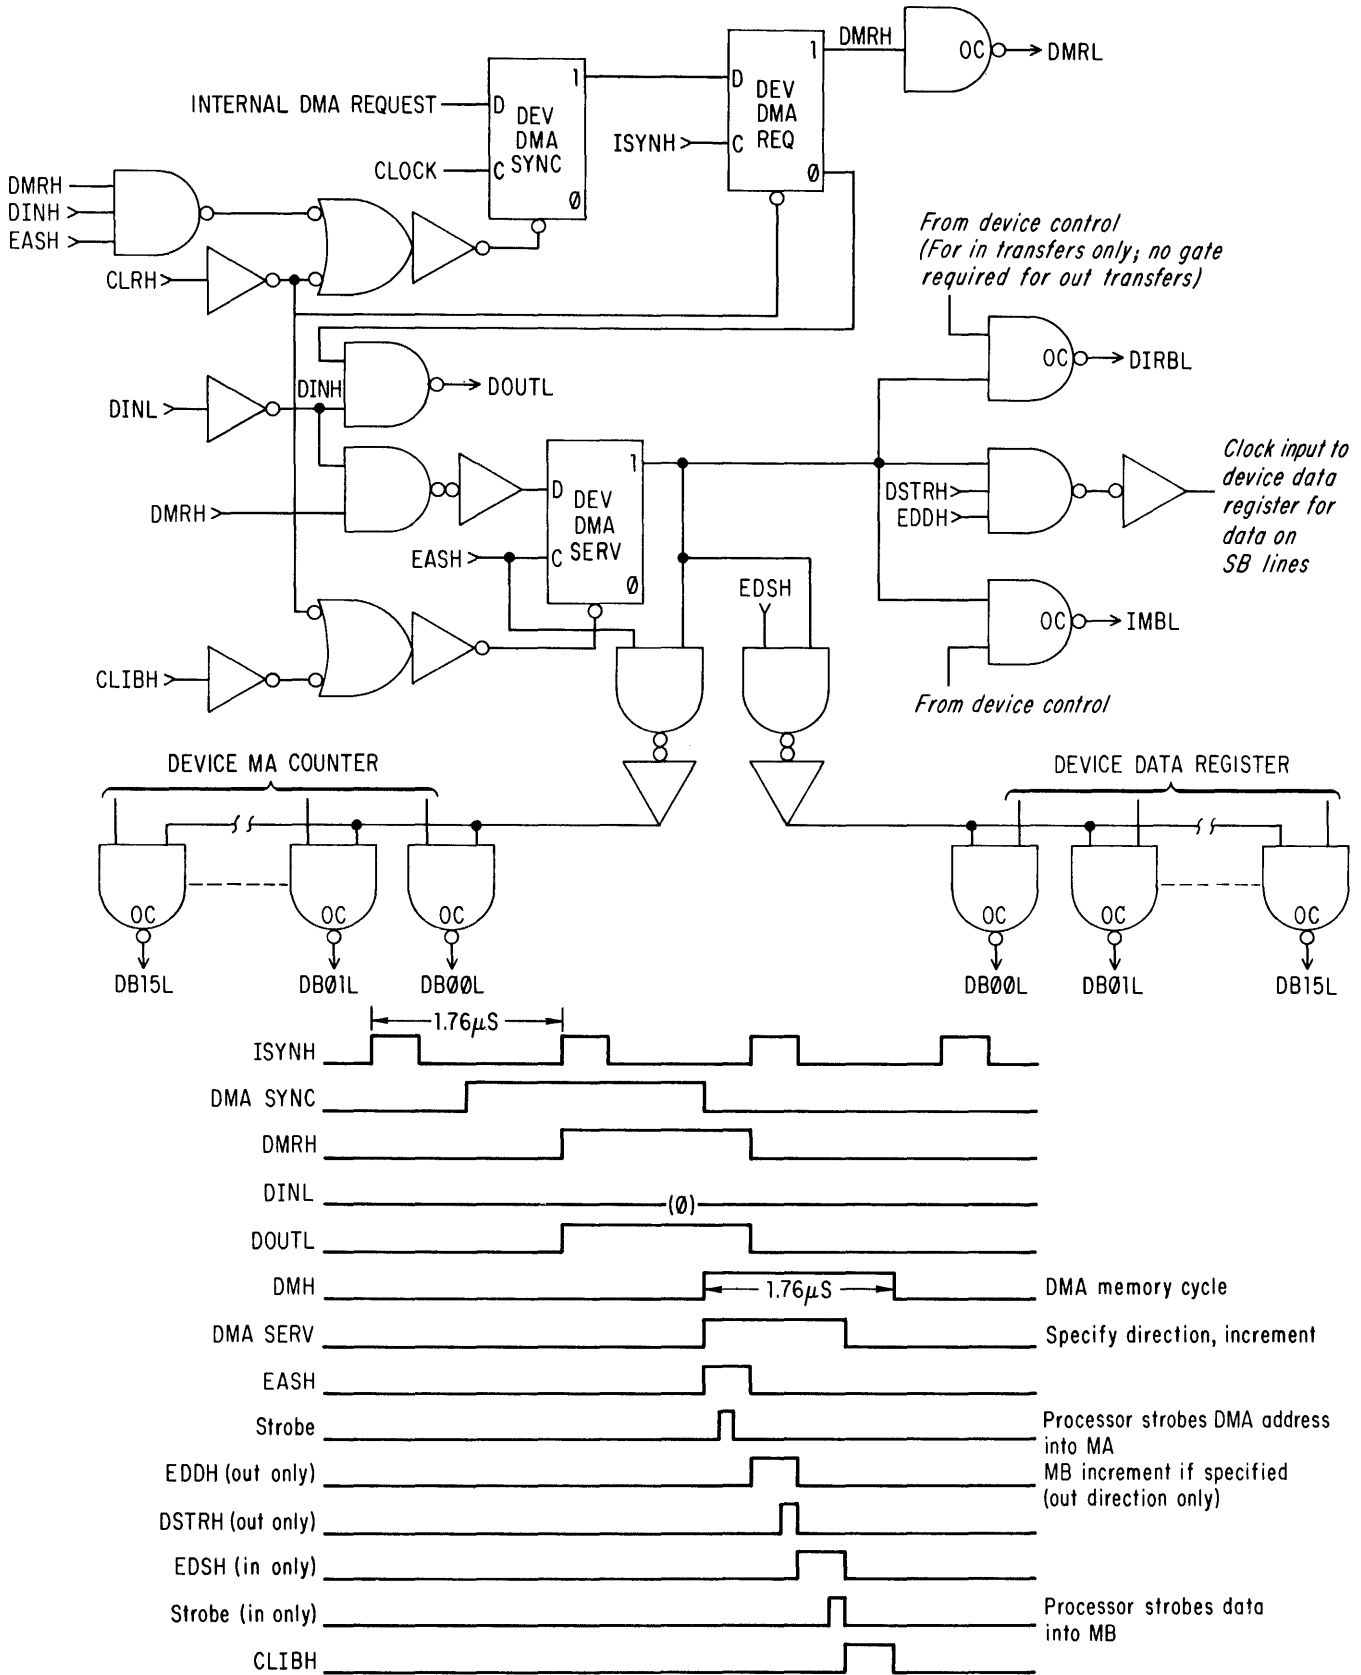 DMRH
OC
DMRL
1
1
D
DEV
DMA
REQ
INTERNAL DMA REQUEST
D
DEV
DMA
SYNC
ISYNH
C
CLOCK
C
0
0
DMRH
DINH
EASH
From device control
(For in transfers only; no gate
required for out transfers)
CLRH
OC
DIRBL
DINH
DOUTL
DINL
1
Clock input to
device data
register for
data on
SB lines
D
DEV
DMA
SERV
DSTRH
EDDH
DMRH
EASH
C
0
EDSH
OC
IMBL
CLIBH
From device control
DEVICE MA COUNTER
DEVICE DATA REGISTER
OC
OC
OC
OC
OC
OC
DB15L
DBØ1L
DBØØL
DBØØL
DBØ1L
DB15L
1.76µS
ISYNH
DMA SYNC
DMRH
DINL
(Ø)
DOUTL
DMH
1.76µS
DMA memory cycle
DMA SERV
Specify direction, increment
EASH
Strobe
Processor strobes DMA address
into MA
EDDH (out only)
MB increment if specified
(out direction only)
DSTRH (out only)
EDSH (in only)
Strobe (in only)
Processor strobes data
into MB
CLIBH